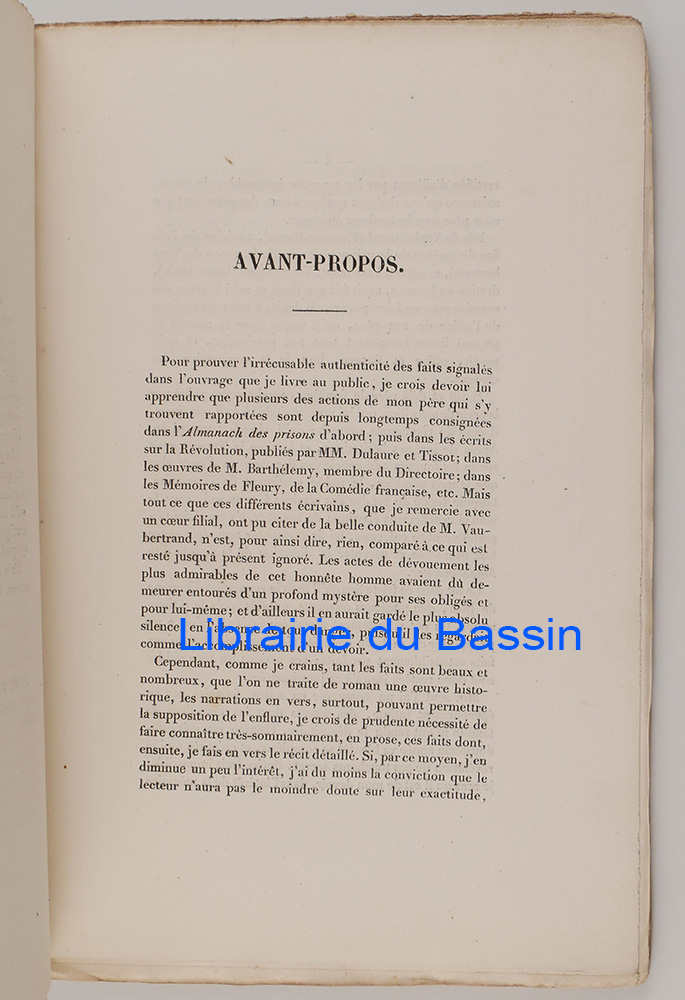 AVANT-PROPOS.
Pour prouver l'irrécusable authenticité des faits signalés
dans l'ouvrage que je livre au public, je crois devoir lui
apprendre que plusieurs des actions de mon père qui s'y
trouvent rapportées sont depuis longtemps consignées
dans l'Almanach des prisons d'abord; puis dans les écrits
sur la Révolution, publiés par MM. Dulaure et Tissot; dans
les œuvres de M. Barthélemy, membre du Directoire; dans
les Mémoires de Fleury, de la Comédie française, etc. Mais
tout ce que ces différents écrivains, que je remercie avec
un cœur filial, ont pu citer de la belle conduite de M. Vau-
bertrand, n'est, pour ainsi dire, rien, comparé à ce qui est
resté jusqu'à présent ignoré. Les actes de dévouement les
plus admirables de cet honnête homme avaient dû de-
meurer entourés d'un profond mystère pour ses obligés et
pour lui-même; et d'ailleurs il en aurait gardé le plus absolu
silence en l'absence de tout danger, puisqu'il les regardait
comme l'accomplissement d'un devoir.
Librairie du Bassin
Cependant, comme je crains, tant les faits sont beaux et
nombreux, que l'on ne traite de roman une œuvre histo-
rique, les narrations en vers, surtout, pouvant permettre
la supposition de l'enflure, je crois de prudente nécessité de
faire connaître très-sommairement, en prose, ces faits dont,
ensuite, je fais en vers le récit détaillé. Si, par ce moyen, j'en
diminue un peu l'intérêt, j'ai du moins la conviction que le
lecteur n'aura pas le moindre doute sur leur exactitude,